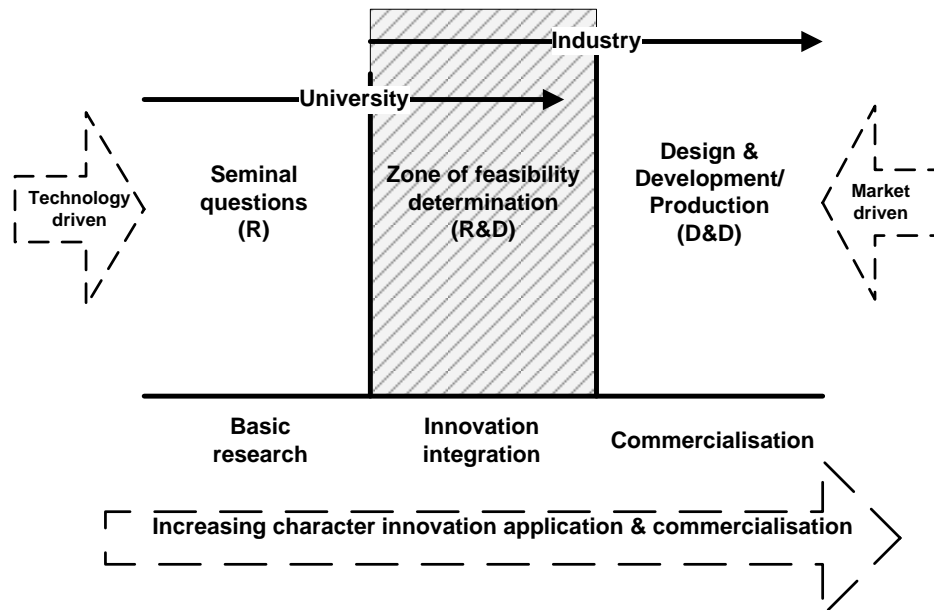 Industry
University
Technology
driven
Seminal
questions
(R)
Zone of feasibility
determination
(R&D)
Design &
Development/
Production
(D&D)
Market
driven
Basic
research
Innovation
integration
Commercialisation
Increasing character innovation application & commercialisation